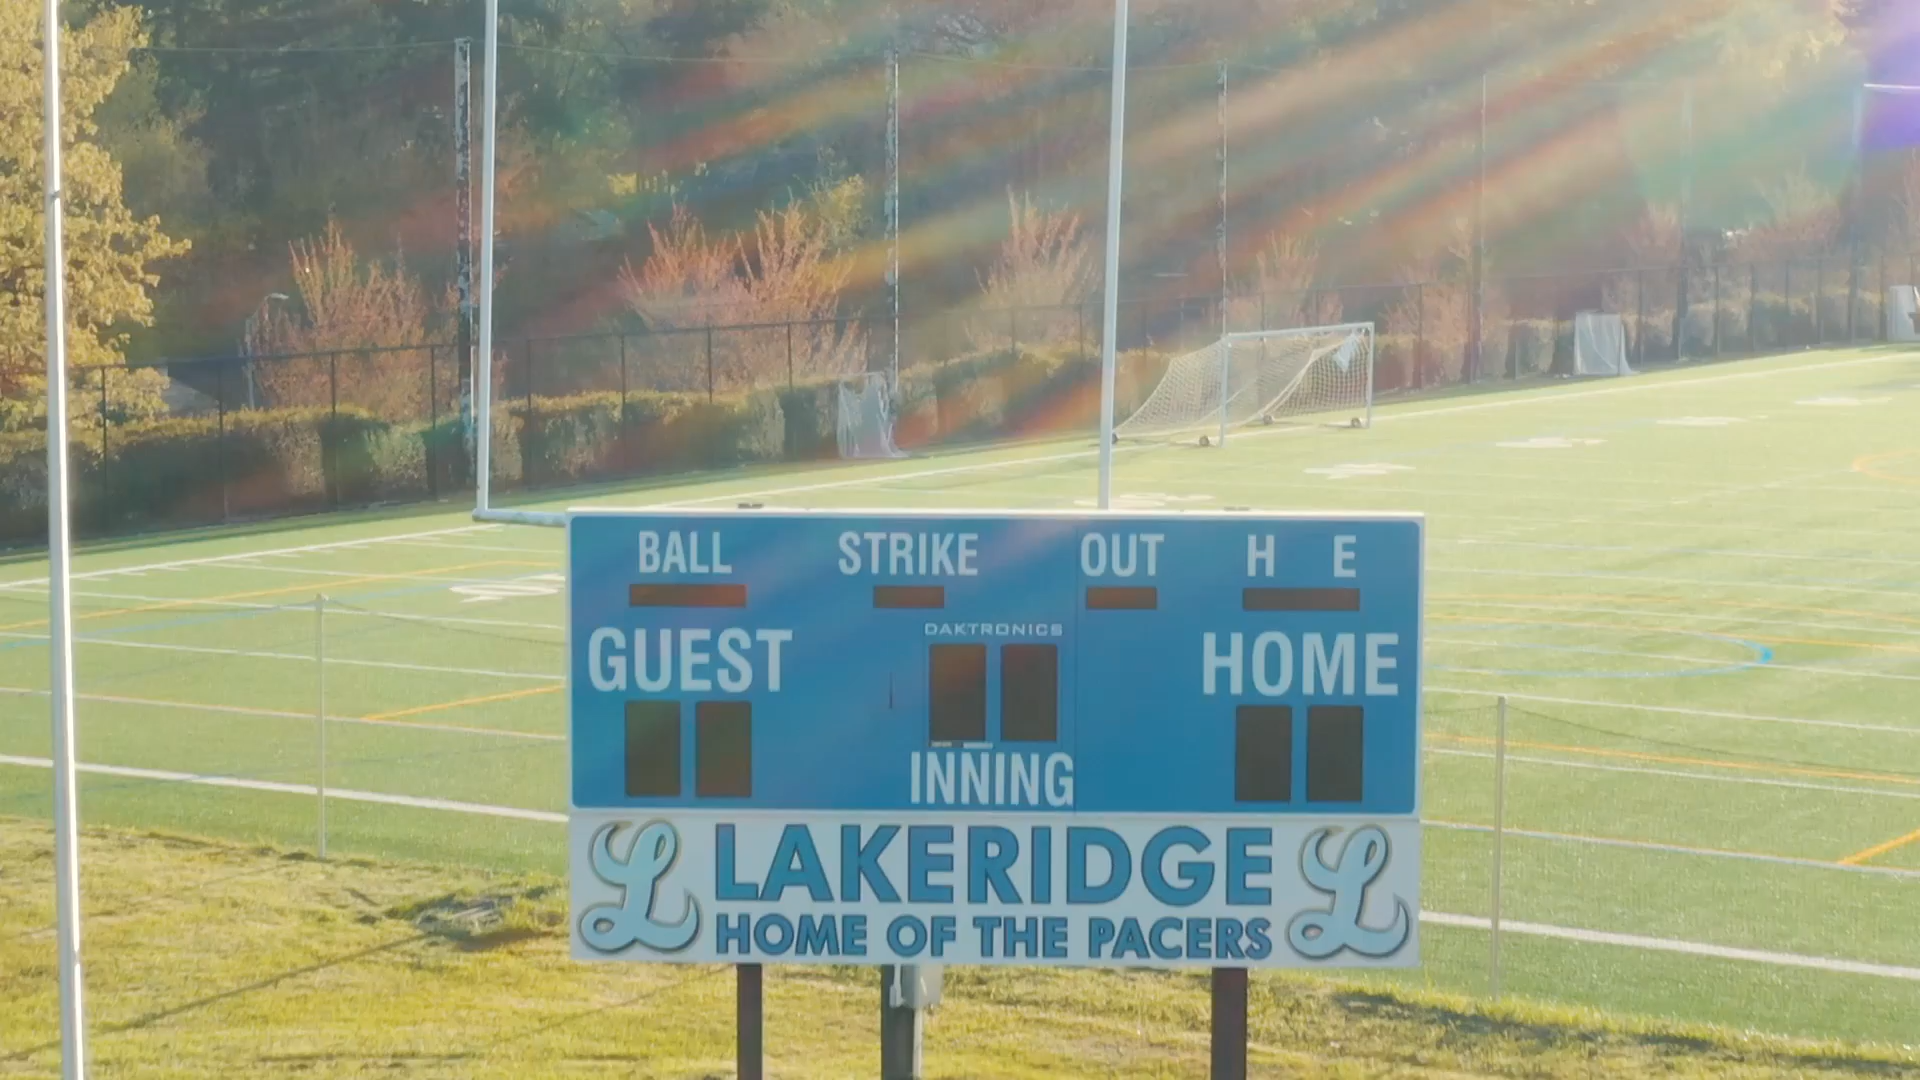 BALL STRIKE OUT H E
DAKTRONICS
GUEST HOME
INNING
L LAKERIDGE L
HOME OF THE PACERS